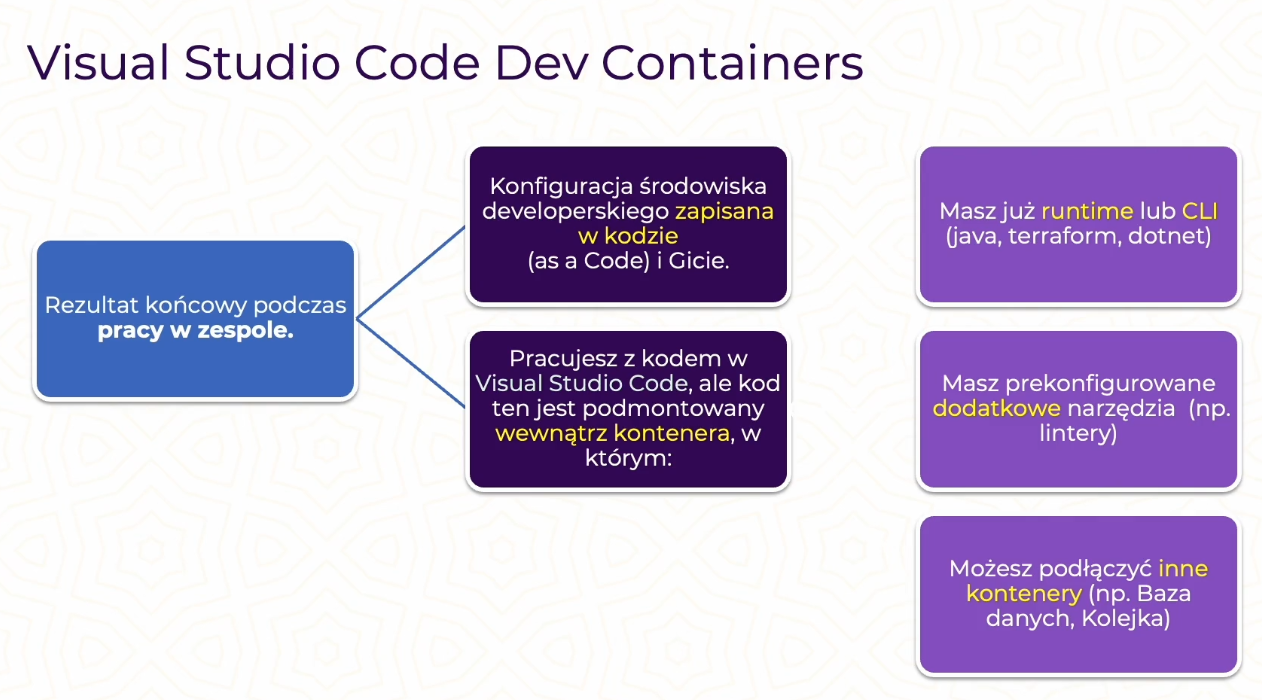 Visual Studio Code Dev Containers
Rezultat końcowy podczas
pracy w zespole.
Konfiguracja środowiska
developerskiego zapisana
w kodzie
(as a Code) i Gicie.
Pracujesz z kodem w
Visual Studio Code, ale kod
ten jest podmontowany
wewnątrz kontenera, w
którym:
Masz już runtime lub CLI
(java, terraform, dotnet)
Masz prekonfigurowane
dodatkowe narzędzia (np.
lintery)
Możesz podłączyć inne
kontenery (np. Baza
danych, Kolejka)